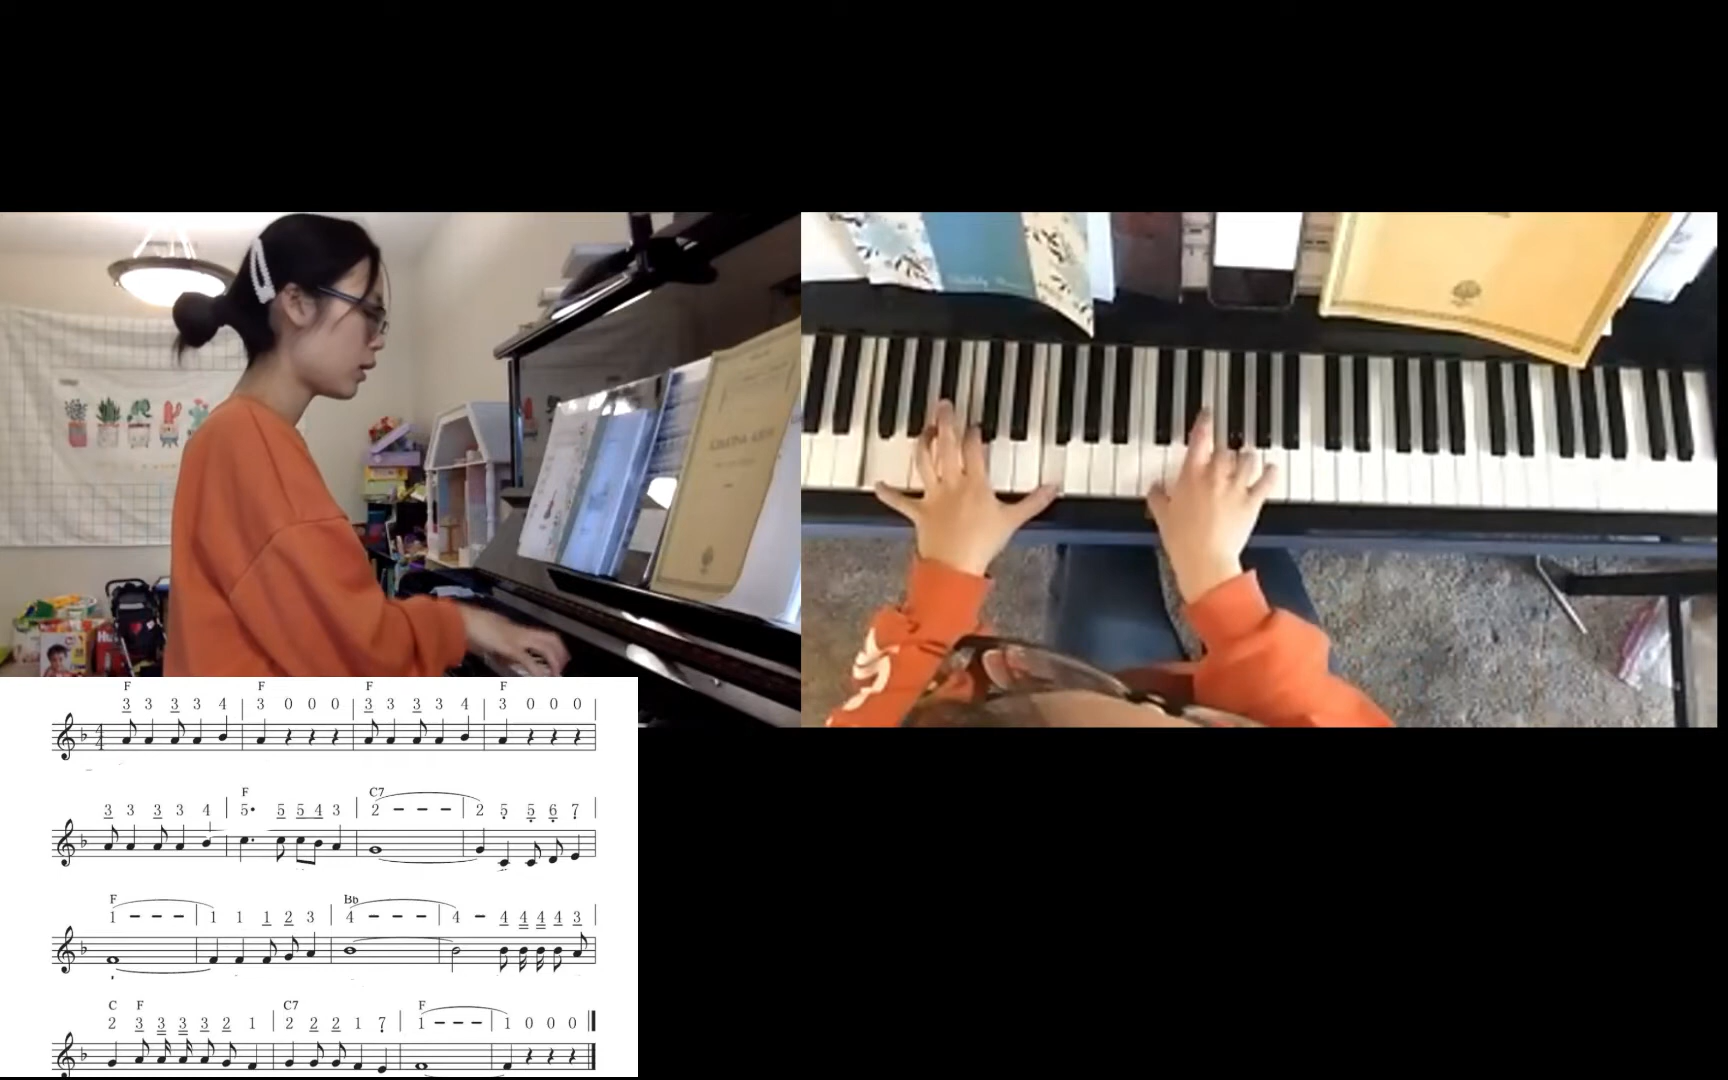 F F F F
3 3 3 3 4 | 3 0 0 0 | 3 3 3 3 4 | 3 0 0 0 |
4
4
F C7
3 3 3 3 4 | 5• 5 5 4 3 | 2 - - - | 2 5 5 6 7 |
F Bb
1 - - - | 1 1 1 2 3 | 4 - - - | 4 - 4 4 4 4 3 |
C F C7 F
2 3 3 3 3 2 1 | 2 2 2 1 7 | 1 - - - | 1 0 0 0